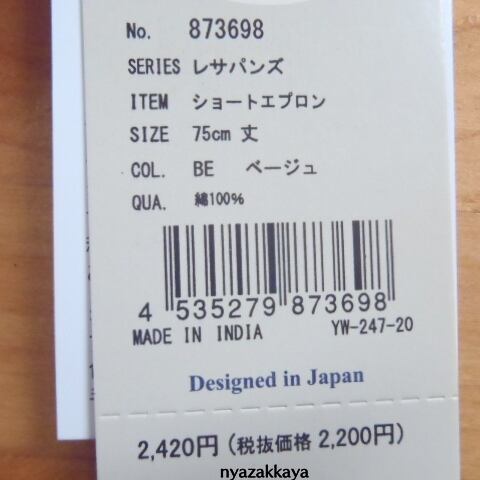 No. 873698
SERIES レサパンズ
ITEM ショートエプロン
SIZE 75cm 丈
COL. BE ベージュ
QUA. 綿100%
4 535279 873698
MADE IN INDIA YW-247-20
Designed in Japan
2,420円(税抜価格 2,200円)
nyazakkaya